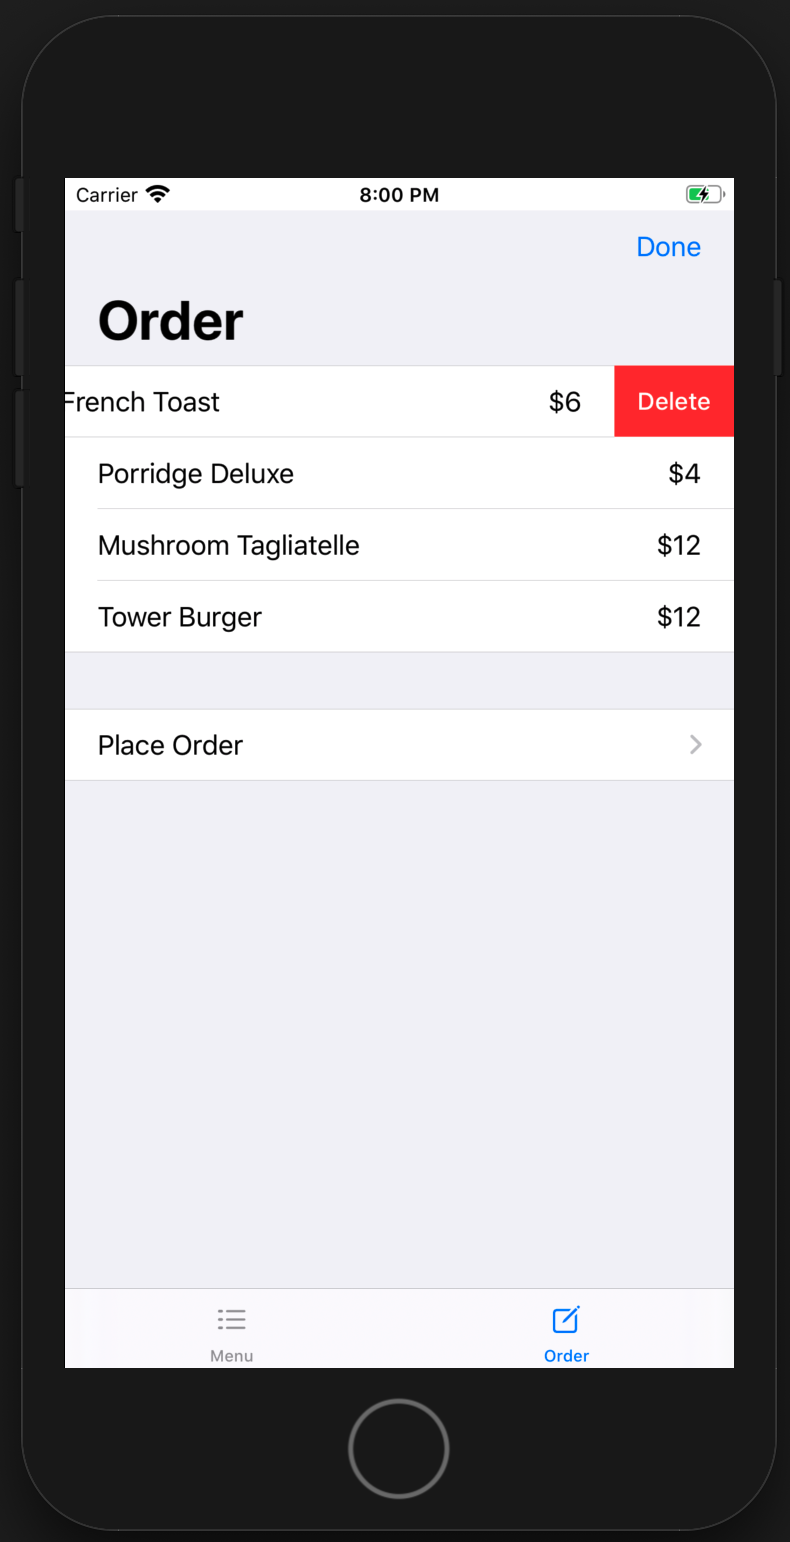 Carrier 8:00 PM
Done
Order
French Toast $6 Delete
Porridge Deluxe $4
Mushroom Tagliatelle $12
Tower Burger $12
Place Order
Menu Order